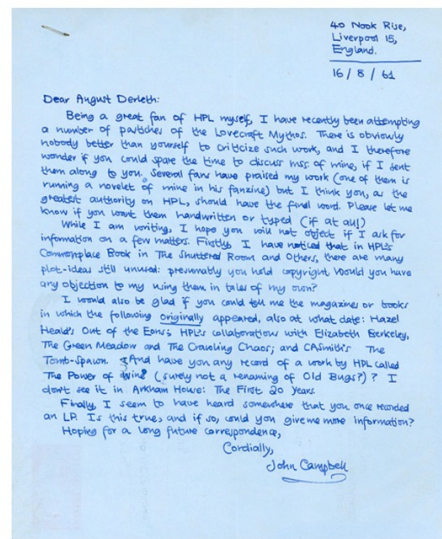 40 Nook Rise,
Liverpool 15,
England.
16/8/61
Dear August Derleth:
Being a great fan of HPL myself, I have recently been attempting
a number of pastiches of the Lovecraft Mythos. There is obviously
nobody better than yourself to criticize such work, and I therefore
wonder if you could spare the time to discuss mss. of mine, if I sent
them along to you. Several fans have praised my work (one of them is
running a novelet of mine in his fanzine) but I think you, as the
greatest authority on HPL, should have the final word. Please let me
know if you want them handwritten or typed (if at all)
While I am writing, I hope you will not object if I ask for
information on a few matters. Firstly, I have noticed that in HPL's
Commonplace Book in The Shuttered Room and Others, there are many
plot-ideas still unused: presumably you hold copyright. Would you have
any objection to my using them in tales of my own?
I would also be glad if you could tell me the magazines or books
in which the following originally appeared, also at what date: Hazel
Heald's Out of the Eons; HPL's collaborations with Elizabeth Berkeley,
The Green Meadow and The Crawling Chaos; and CASmith's The
Tomb-Spawn. And have you any record of a work by HPL called
The Power of Wine (surely not a renaming of Old Bugs?)? I
don't see it in Arkham House: The First 20 Years
Finally, I seem to have heard somewhere that you once recorded
an LP. Is this true, and if so, could you give me more information?
Hoping for a long future correspondence,
Cordially,
John Campbell